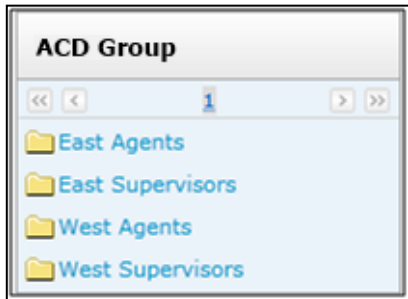 ACD Group
1
East Agents
East Supervisors
West Agents
West Supervisors